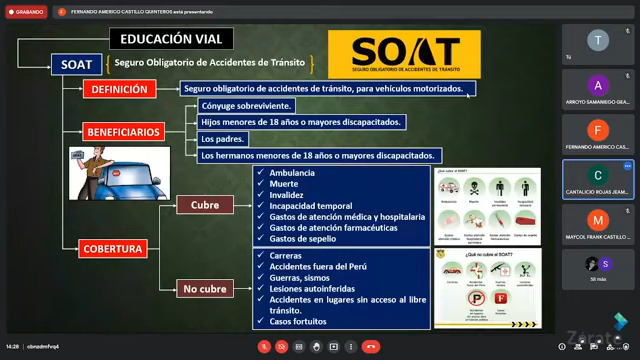 GRABANDO
FERNANDO AMERICO CASTILLO QUINTEROS está presentando
EDUCACIÓN VIAL
SOAT
Seguro Obligatorio de Accidentes de Tránsito
SOAT
SEGURO OBLIGATORIO DE ACCIDENTES DE TRÁNSITO
DEFINICIÓN
Seguro obligatorio de accidentes de tránsito, para vehículos motorizados.
BENEFICIARIOS
Cónyuge sobreviviente.
Hijos menores de 18 años o mayores discapacitados.
Los padres.
Los hermanos menores de 18 años o mayores discapacitados.
COBERTURA
Cubre
✓ Ambulancia
✓ Muerte
✓ Invalidez
✓ Incapacidad temporal
✓ Gastos de atención médica y hospitalaria
✓ Gastos de atención farmacéuticas
✓ Gastos de sepelio
No cubre
✓ Carreras
✓ Accidentes fuera del Perú
✓ Guerras, sismos
✓ Lesiones autoinferidas
✓ Accidentes en lugares sin acceso al libre
tránsito.
✓ Casos fortuitos
¿Qué cubre el SOAT?
¿Qué no cubre el SOAT?
T
Tú
A
ARROYO SAMANIEGO GEA...
F
FERNANDO AMERICO CAS...
C
CANTALICIO ROJAS JEAM...
M
MAYCOL FRANK CASTILLO ...
S
58 más
14:28
cbnzdmfvq4
Zárate